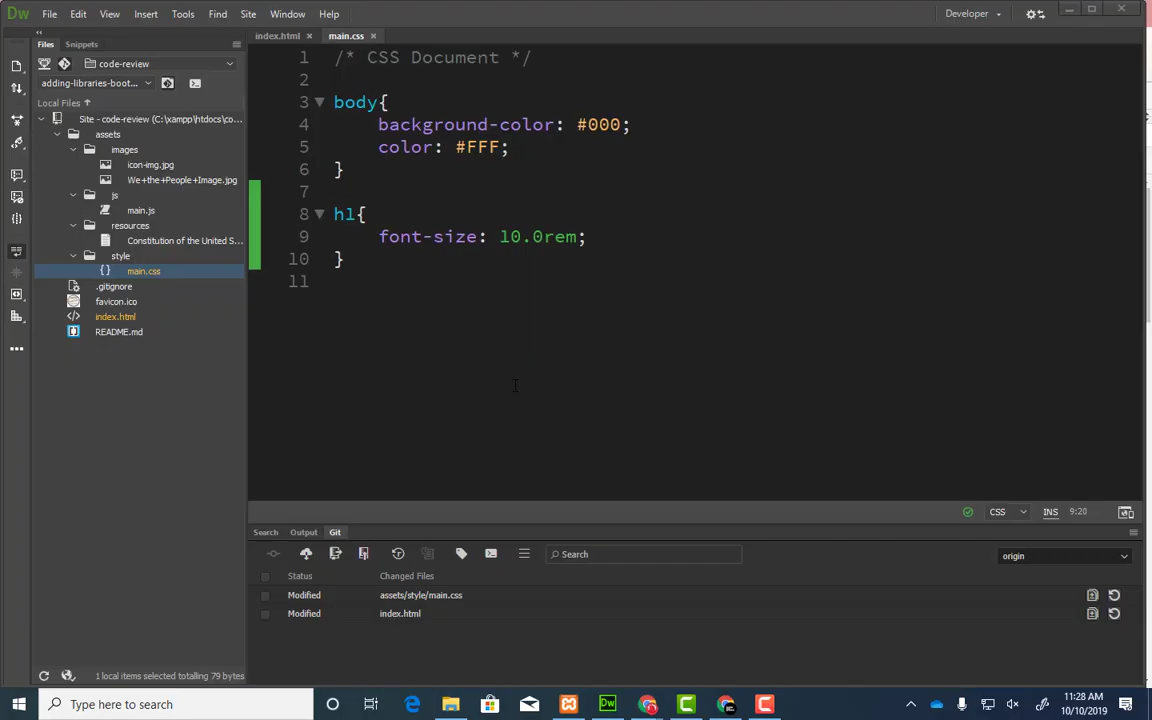 Dw File Edit View Insert Tools Find Site Window Help Developer
Files Snippets
index.html main.css
code-review
adding-libraries-boot...
Local Files
Site - code-review (C:\xampp\htdocs\co...
assets
images
icon-img.jpg
We+the+People+Image.jpg
js
main.js
resources
Constitution of the United S...
style
{} main.css
.gitignore
favicon.ico
</> index.html
README.md
1 /* CSS Document */
2
3 body{
4 background-color: #000;
5 color: #FFF;
6 }
7
8 h1{
9 font-size: 10.0rem;
10 }
11
CSS INS 9:20
Search Output Git
Search origin
Status Changed Files
Modified assets/style/main.css
Modified index.html
1 local items selected totalling 79 bytes
Type here to search
Dw
11:28 AM
10/10/2019